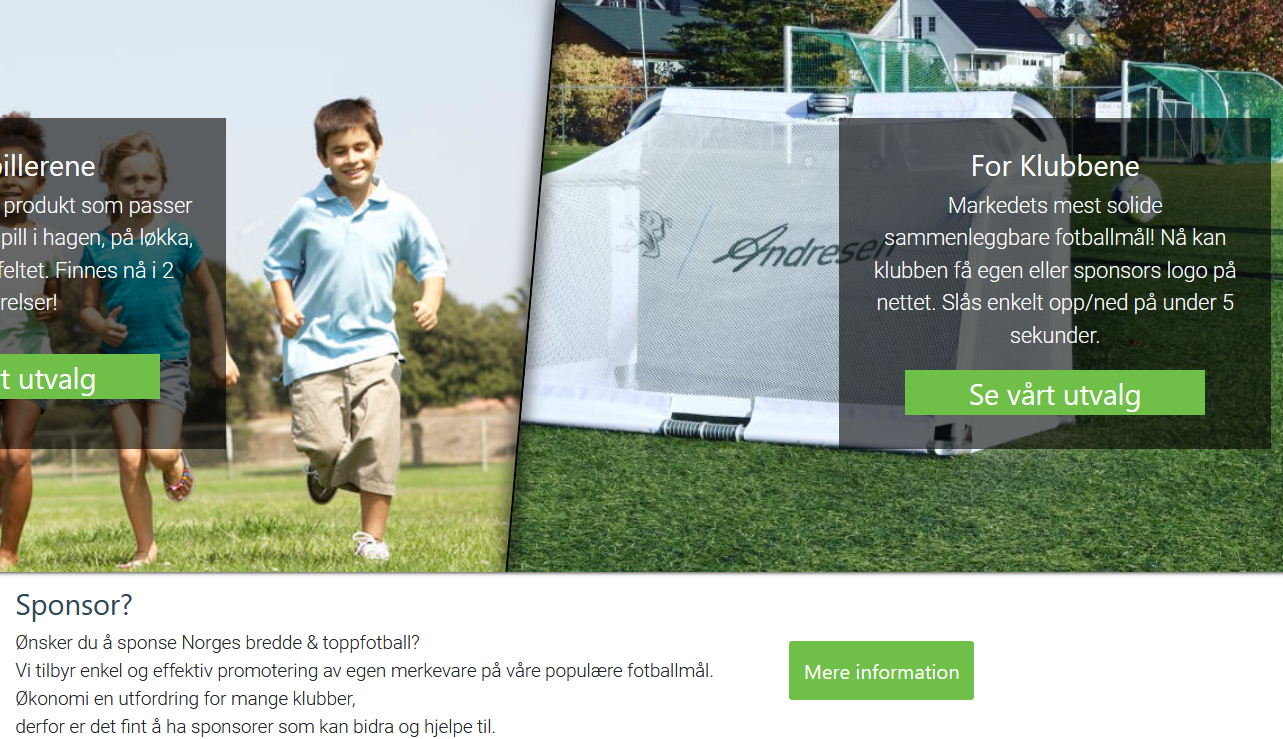 illerene
produkt som passer
pill i hagen, på løkka,
feltet. Finnes nå i 2
relser!
t utvalg
Andresen
For Klubbene
Markedets mest solide
sammenleggbare fotballmål! Nå kan
klubben få egen eller sponsors logo på
nettet. Slås enkelt opp/ned på under 5
sekunder.
Se vårt utvalg
Sponsor?
Ønsker du å sponse Norges bredde & toppfotball?
Vi tilbyr enkel og effektiv promotering av egen merkevare på våre populære fotballmål.
Økonomi en utfordring for mange klubber,
derfor er det fint å ha sponsorer som kan bidra og hjelpe til.
Mere information